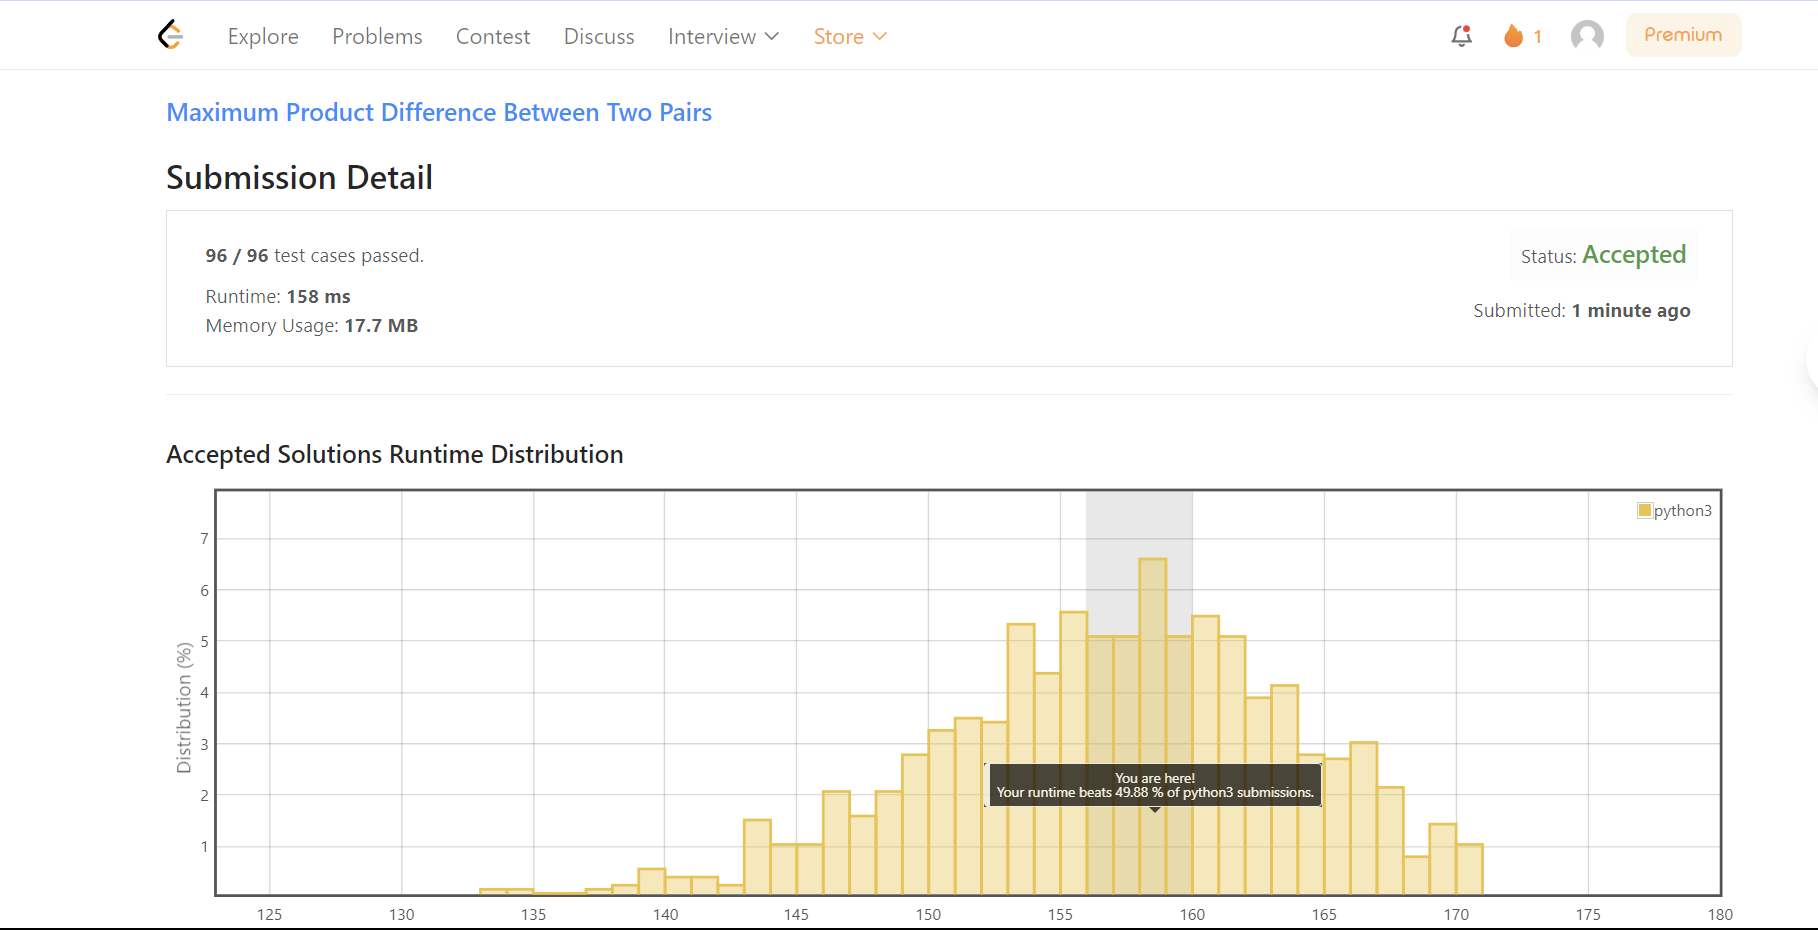 Explore Problems Contest Discuss Interview Store 1 Premium
Maximum Product Difference Between Two Pairs
Submission Detail
96 / 96 test cases passed.
Status: Accepted
Runtime: 158 ms
Submitted: 1 minute ago
Memory Usage: 17.7 MB
Accepted Solutions Runtime Distribution
python3
7
6
5
4
3
2
1
Distribution (%)
You are here!
Your runtime beats 49.88 % of python3 submissions.
125 130 135 140 145 150 155 160 165 170 175 180